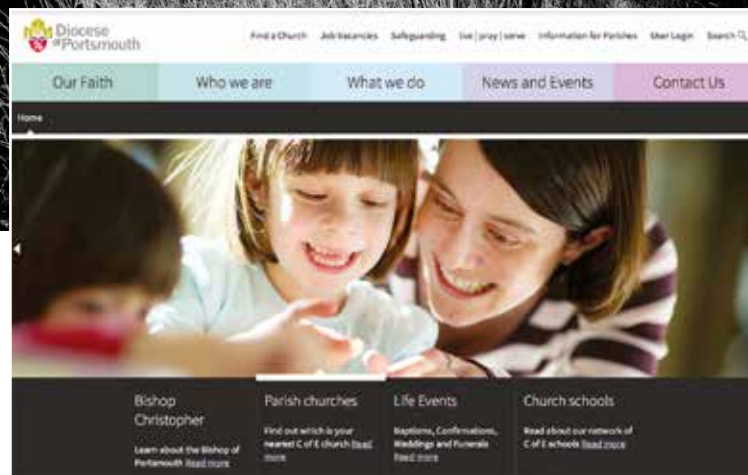 Diocese
of Portsmouth
Find a Church Job Vacancies Safeguarding live | pray | serve Information for Parishes User Login Search
Our Faith Who we are What we do News and Events Contact Us
Home
Bishop
Christopher
Learn about the Bishop of
Portsmouth Read more
Parish churches
Find out which is your
nearest C of E church Read
more
Life Events
Baptisms, Confirmations,
Weddings and Funerals
Read more
Church schools
Read about our network of
C of E schools Read more